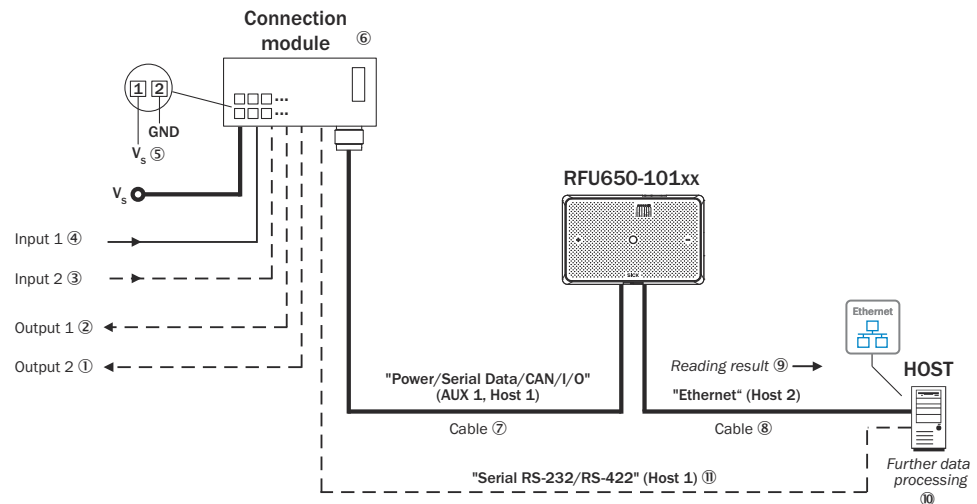 Connection
module ⑥
1 2
GND
Vs ⑤
Vs
RFU650-101xx
Input 1 ④
Input 2 ③
Output 1 ②
Output 2 ①
+ -
SICK
Ethernet
HOST
Reading result ⑨
"Power/Serial Data/CAN/I/O"
(AUX 1, Host 1)
"Ethernet“ (Host 2)
Cable ⑦
Cable ⑧
"Serial RS-232/RS-422" (Host 1) ⑪
Further data
processing
⑩